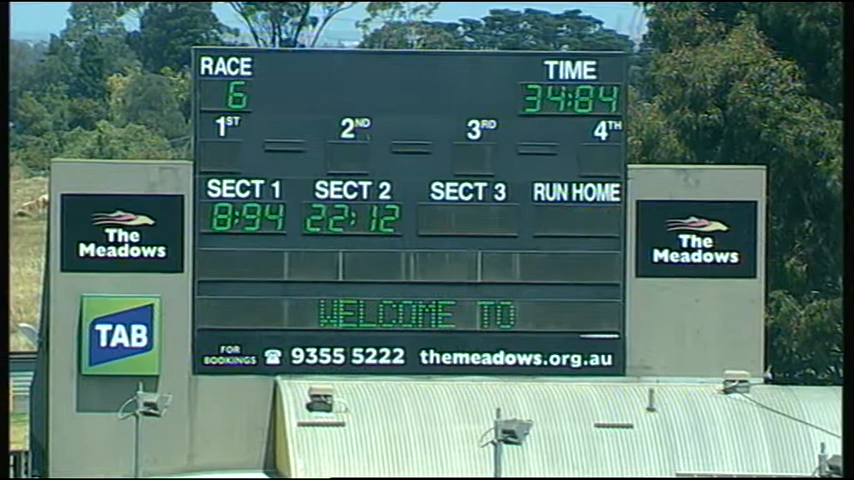 RACE TIME
6 34:84
1ST 2ND 3RD 4TH
SECT 1 SECT 2 SECT 3 RUN HOME
8:94 22:12
The Meadows
The Meadows
WELCOME TO
TAB
FOR BOOKINGS ☎ 9355 5222 themeadows.org.au